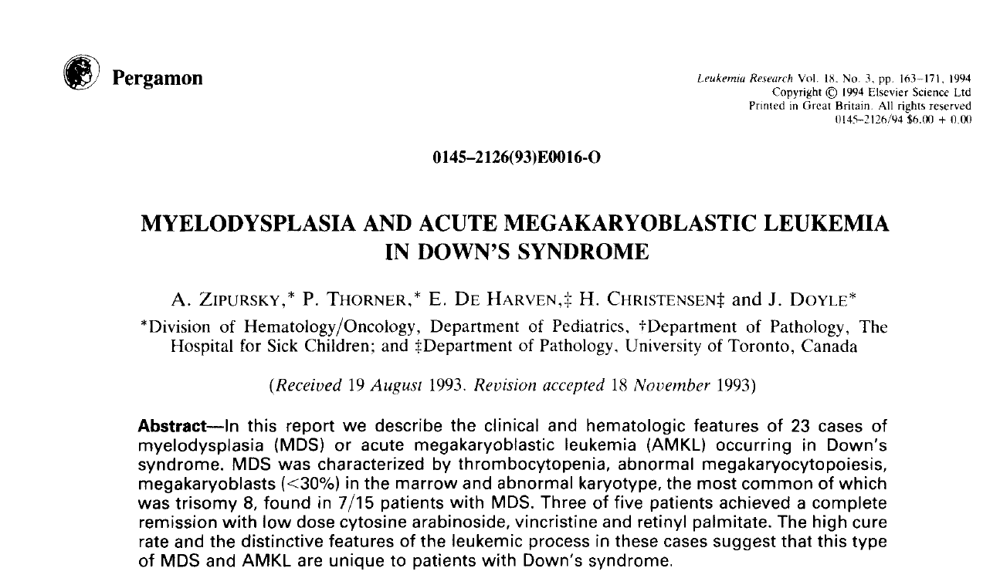 Pergamon
Leukemia Research Vol. 18, No. 3, pp. 163–171, 1994
Copyright © 1994 Elsevier Science Ltd
Printed in Great Britain. All rights reserved
0145–2126/94 $6.00 + 0.00
0145–2126(93)E0016-O
MYELODYSPLASIA AND ACUTE MEGAKARYOBLASTIC LEUKEMIA
IN DOWN'S SYNDROME
A. ZIPURSKY,* P. THORNER,* E. DE HARVEN,‡ H. CHRISTENSEN‡ and J. DOYLE*
*Division of Hematology/Oncology, Department of Pediatrics, †Department of Pathology, The
Hospital for Sick Children; and ‡Department of Pathology, University of Toronto, Canada
(Received 19 August 1993. Revision accepted 18 November 1993)
Abstract—In this report we describe the clinical and hematologic features of 23 cases of
myelodysplasia (MDS) or acute megakaryoblastic leukemia (AMKL) occurring in Down's
syndrome. MDS was characterized by thrombocytopenia, abnormal megakaryocytopoiesis,
megakaryoblasts (<30%) in the marrow and abnormal karyotype, the most common of which
was trisomy 8, found in 7/15 patients with MDS. Three of five patients achieved a complete
remission with low dose cytosine arabinoside, vincristine and retinyl palmitate. The high cure
rate and the distinctive features of the leukemic process in these cases suggest that this type
of MDS and AMKL are unique to patients with Down's syndrome.